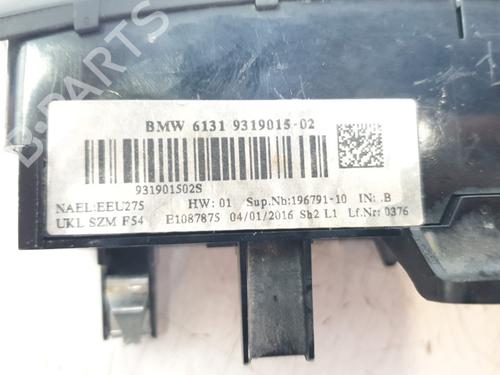 B-PARTS
BMW 6131 9319015-02
931901502S
NAEL:EEU275 HW: 01 Sup.Nb:196791-10 IN: .B
UKL SZM F54 E1087875 04/01/2016 Sh2 L1 Lf.Nr: 0376